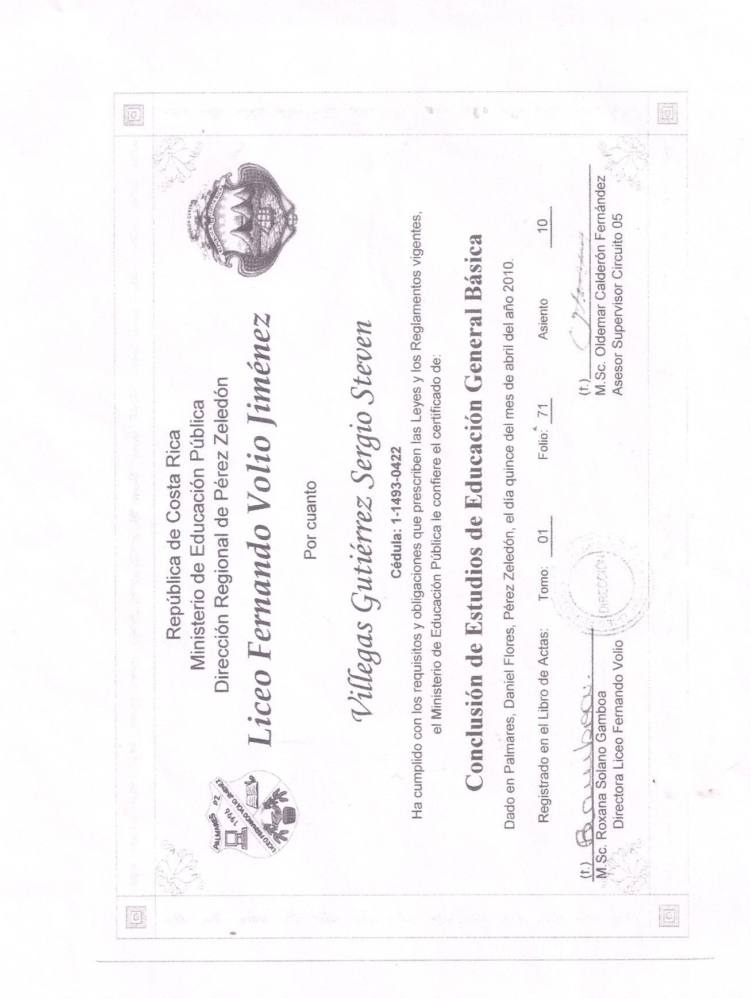 República de Costa Rica
Ministerio de Educación Pública
Dirección Regional de Pérez Zeledón
Liceo Fernando Volio Jiménez
PALMARES PZ
1996
LICEO FERNANDO VOLIO JIMENEZ
REPUBLICA DE COSTA RICA
Por cuanto
Villegas Gutiérrez Sergio Steven
Cédula: 1-1493-0422
Ha cumplido con los requisitos y obligaciones que prescriben las Leyes y los Reglamentos vigentes,
el Ministerio de Educación Pública le confiere el certificado de:
Conclusión de Estudios de Educación General Básica
Dado en Palmares, Daniel Flores, Pérez Zeledón, el día quince del mes de abril del año 2010.
Registrado en el Libro de Actas: Tomo: 01 Folio: 71 Asiento 10
(f.) (f.)
DIRECCION
M.Sc. Roxana Solano Gamboa M.Sc. Oldemar Calderón Fernández
Directora Liceo Fernando Volio Asesor Supervisor Circuito 05